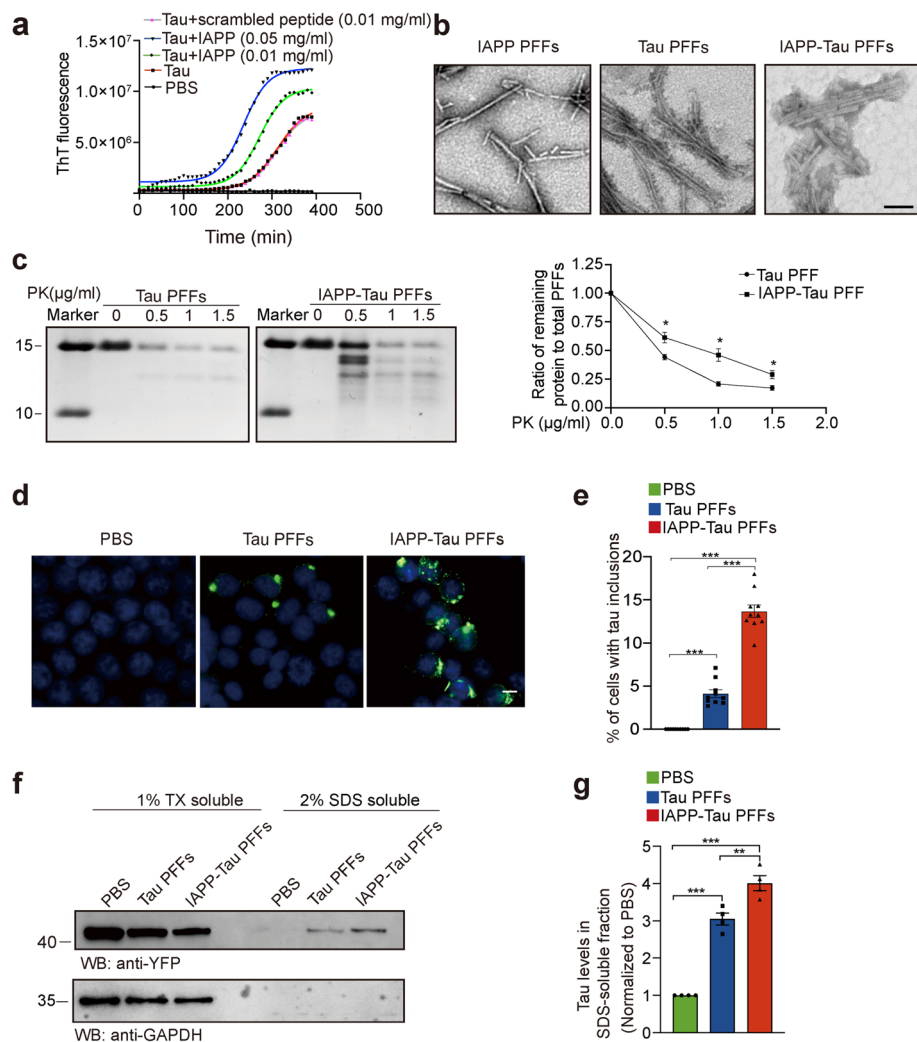 a
Tau+scrambled peptide (0.01 mg/ml)
Tau+IAPP (0.05 mg/ml)
Tau+IAPP (0.01 mg/ml)
Tau
PBS
ThT fluorescence
1.5×10⁷
1.0×10⁷
5.0×10⁶
0 100 200 300 400 500
Time (min)
b
IAPP PFFs Tau PFFs IAPP-Tau PFFs
c
PK(μg/ml) Tau PFFs IAPP-Tau PFFs
Marker 0 0.5 1 1.5 Marker 0 0.5 1 1.5
15
10
Ratio of remaining
protein to total PFFs
1.25
1.00
0.75
0.50
0.25
0.00
Tau PFF
IAPP-Tau PFF
* * *
0.0 0.5 1.0 1.5 2.0
PK (μg/ml)
d
PBS Tau PFFs IAPP-Tau PFFs
e
PBS
Tau PFFs
IAPP-Tau PFFs
% of cells with tau inclusions
20
15
10
5
0
***
***
***
f
1% TX soluble 2% SDS soluble
PBS Tau PFFs IAPP-Tau PFFs PBS Tau PFFs IAPP-Tau PFFs
40
WB: anti-YFP
35
WB: anti-GAPDH
g
PBS
Tau PFFs
IAPP-Tau PFFs
Tau levels in
SDS-soluble fraction
(Normalized to PBS)
5
4
3
2
1
0
***
**
***